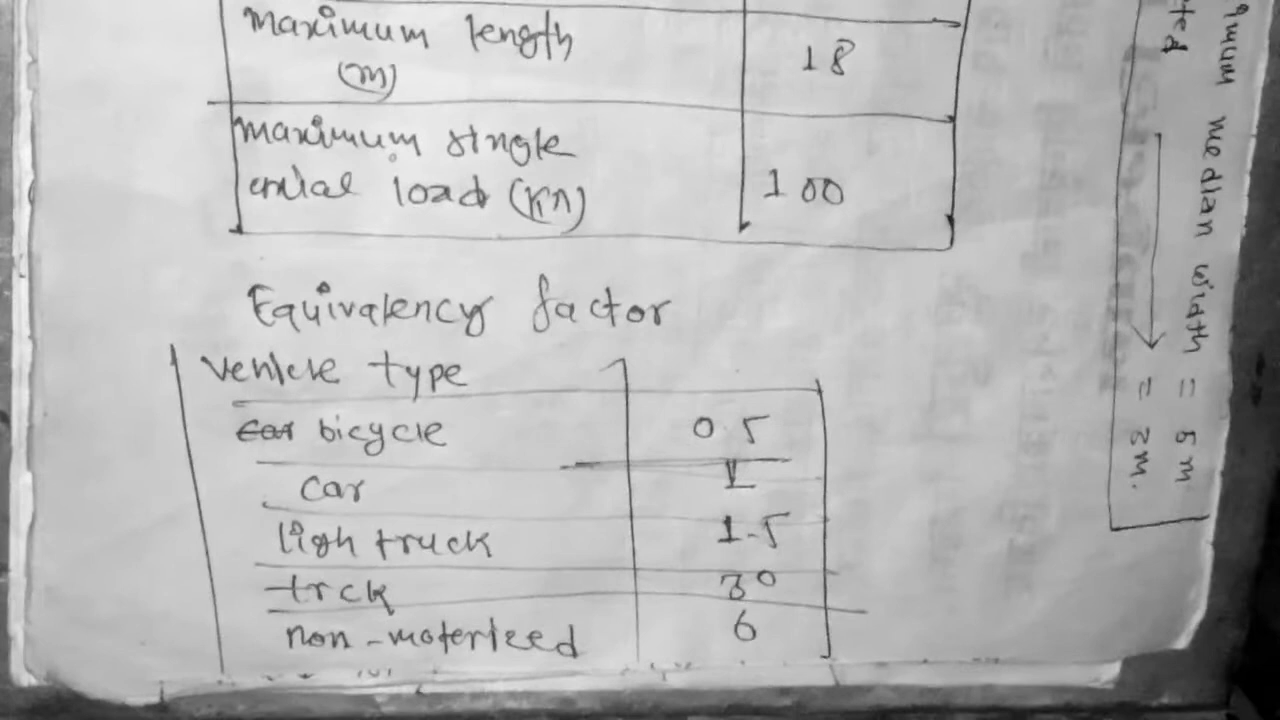 Maximum length 18
(m)
maximum single
axial load (kn) 100
Equivalency factor
Vehicle type
bicycle 0.5
Car 1
ligh truck 1.5
trck 3
non-moterized 6
imum median width = 5m
= 3m.